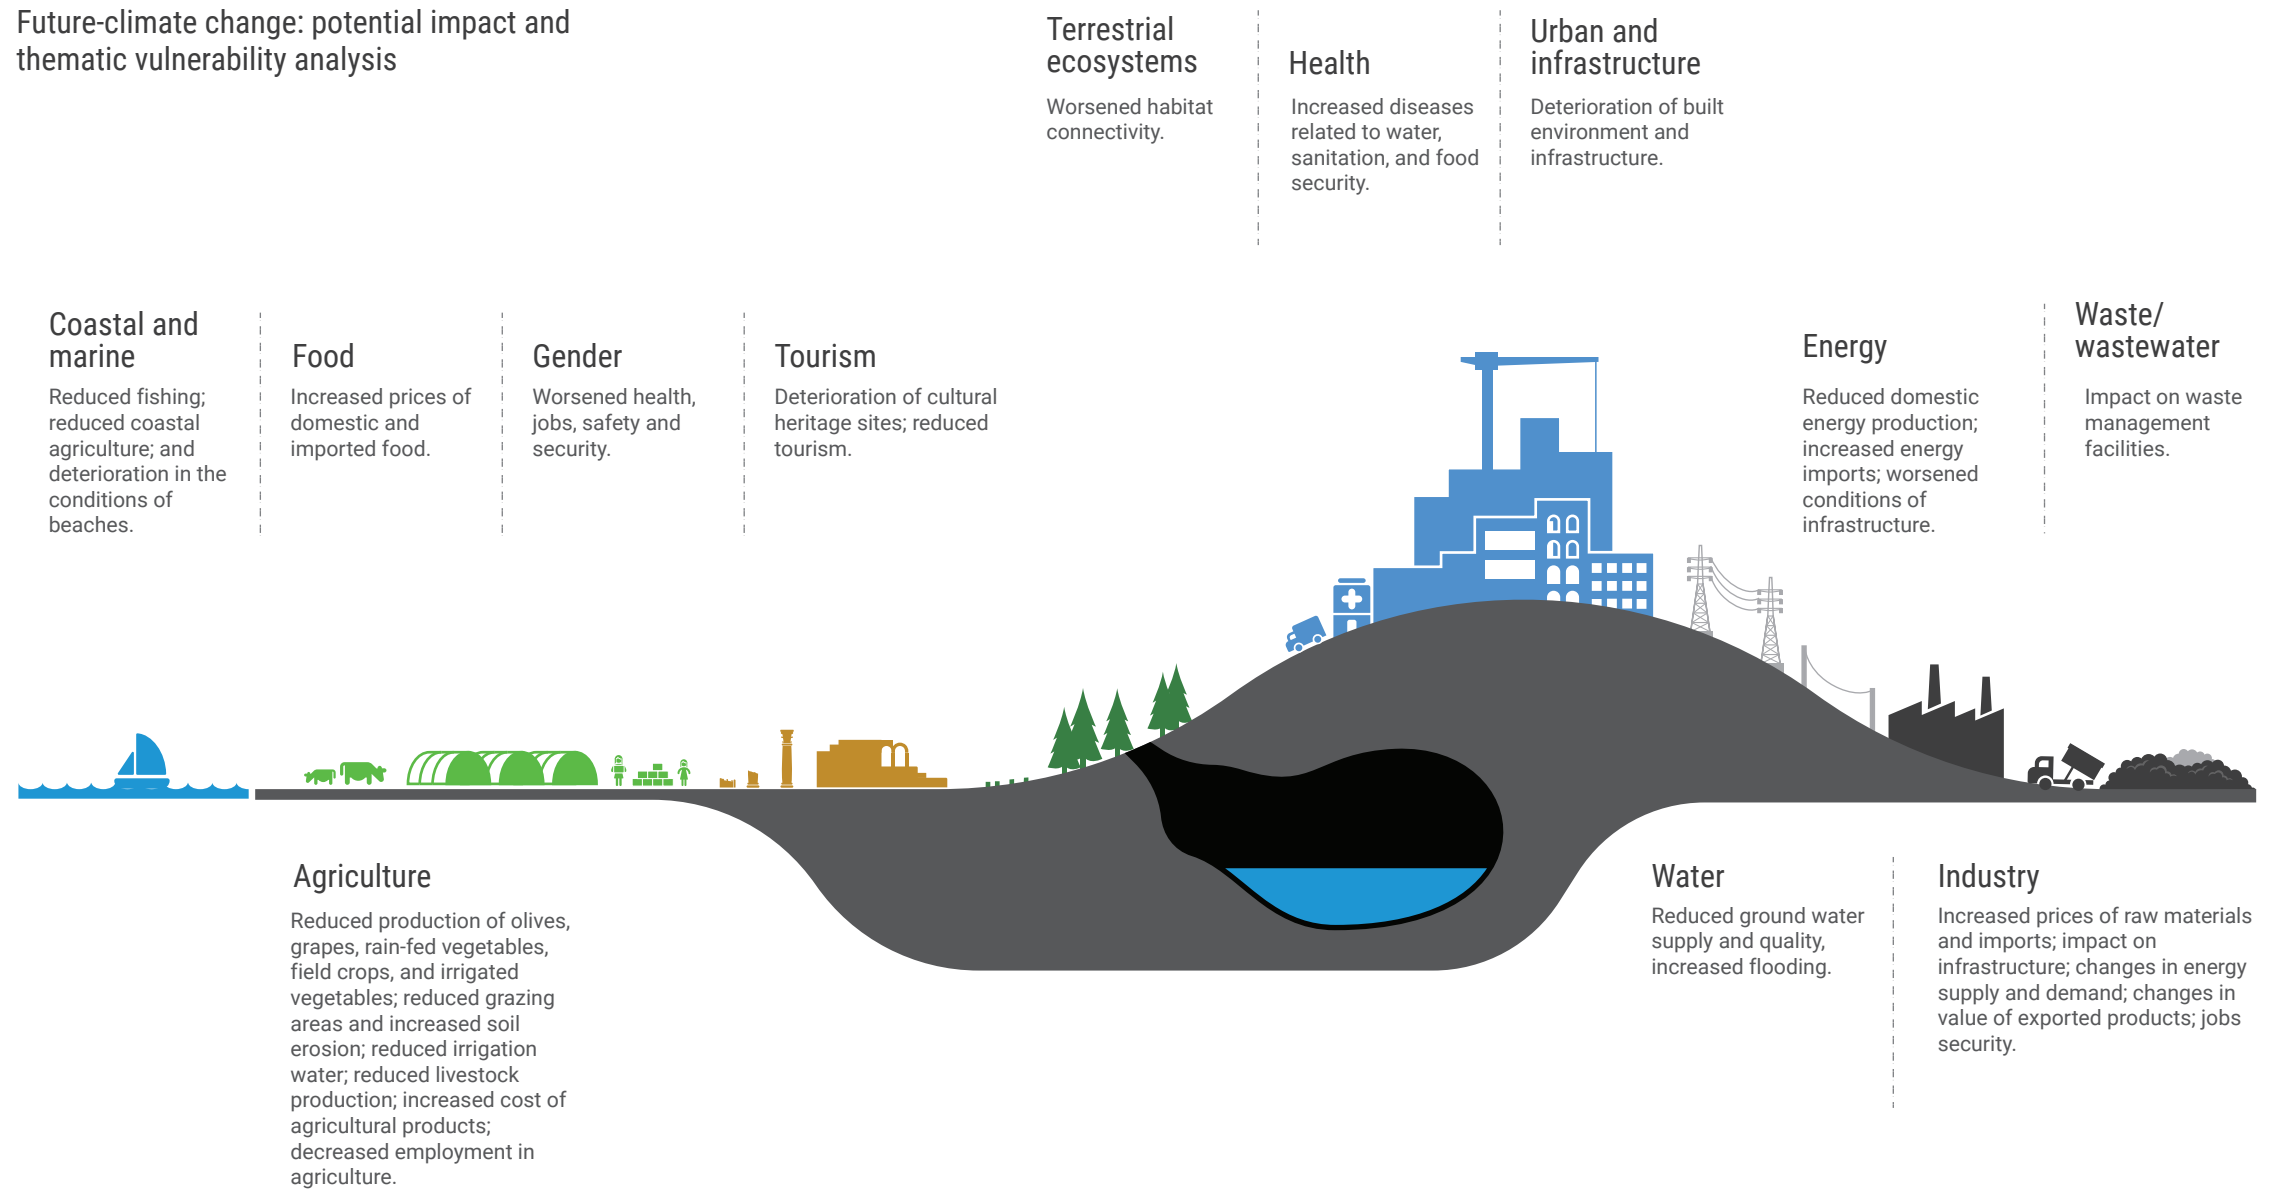 Future-climate change: potential impact and
thematic vulnerability analysis
Terrestrial
ecosystems
Worsened habitat
connectivity.
Health
Increased diseases
related to water,
sanitation, and food
security.
Urban and
infrastructure
Deterioration of built
environment and
infrastructure.
Coastal and
marine
Reduced fishing;
reduced coastal
agriculture; and
deterioration in the
conditions of
beaches.
Food
Increased prices of
domestic and
imported food.
Gender
Worsened health,
jobs, safety and
security.
Tourism
Deterioration of cultural
heritage sites; reduced
tourism.
Energy
Reduced domestic
energy production;
increased energy
imports; worsened
conditions of
infrastructure.
Waste/
wastewater
Impact on waste
management
facilities.
Agriculture
Reduced production of olives,
grapes, rain-fed vegetables,
field crops, and irrigated
vegetables; reduced grazing
areas and increased soil
erosion; reduced irrigation
water; reduced livestock
production; increased cost of
agricultural products;
decreased employment in
agriculture.
Water
Reduced ground water
supply and quality,
increased flooding.
Industry
Increased prices of raw materials
and imports; impact on
infrastructure; changes in energy
supply and demand; changes in
value of exported products; jobs
security.